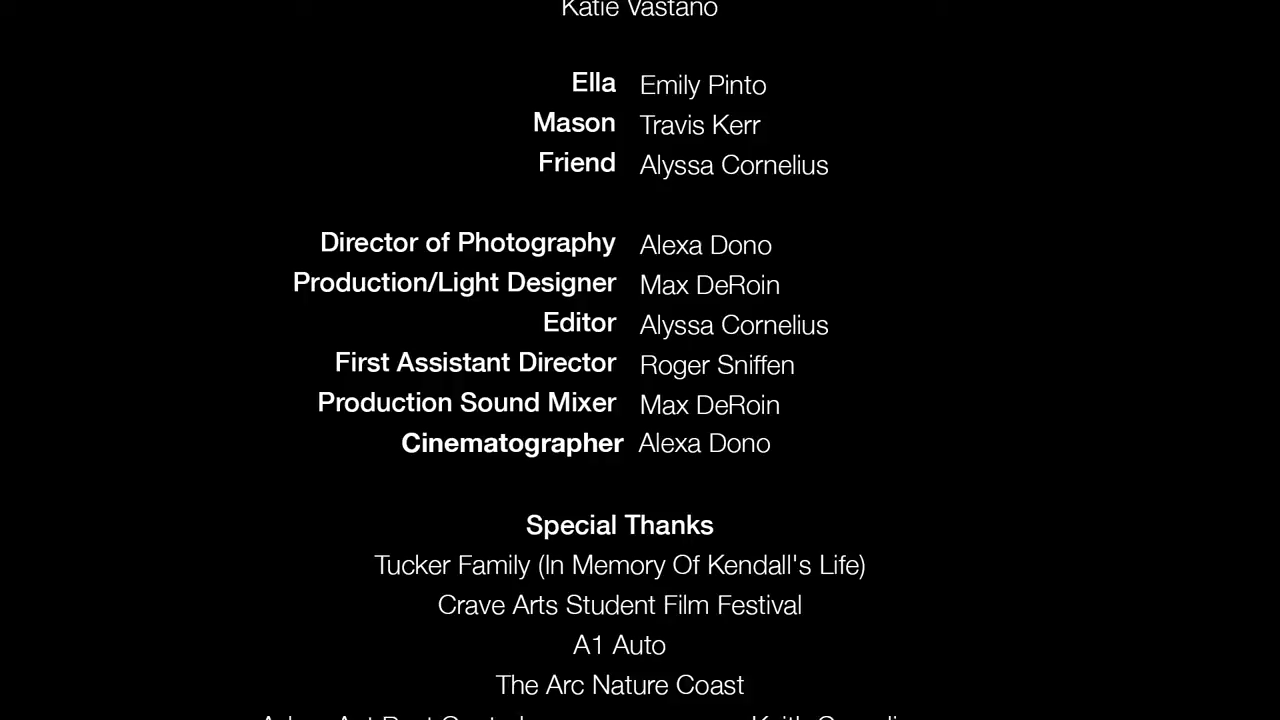 Katie Vastano
Ella Emily Pinto
Mason Travis Kerr
Friend Alyssa Cornelius
Director of Photography Alexa Dono
Production/Light Designer Max DeRoin
Editor Alyssa Cornelius
First Assistant Director Roger Sniffen
Production Sound Mixer Max DeRoin
Cinematographer Alexa Dono
Special Thanks
Tucker Family (In Memory Of Kendall's Life)
Crave Arts Student Film Festival
A1 Auto
The Arc Nature Coast